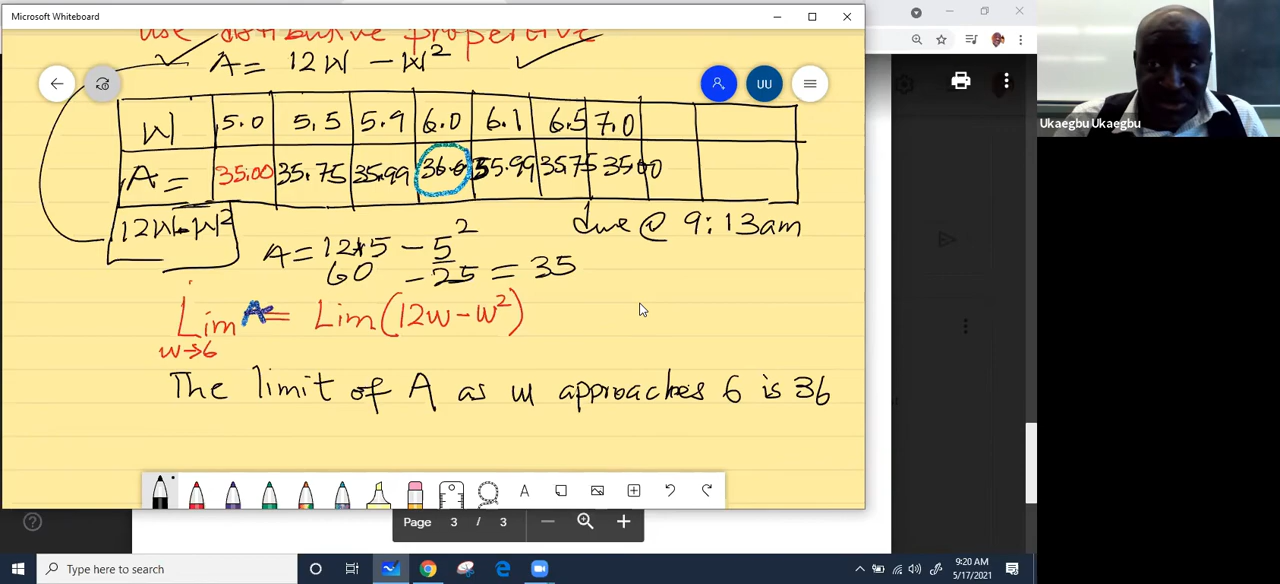 Microsoft Whiteboard
use distributive propertive
A = 12W - W²
UU
W 5.0 5.5 5.9 6.0 6.1 6.5 7.0
A = 35.00 35.75 35.99 36.0 35.99 35.75 35.00
12W-W²
due @ 9:13am
A = 12*5 - 5²
60 - 25 = 35
Lim A = Lim (12w - w²)
w→6
The limit of A as w approaches 6 is 36
A
Page 3 / 3
Type here to search
9:20 AM
5/17/2021
Ukaegbu Ukaegbu